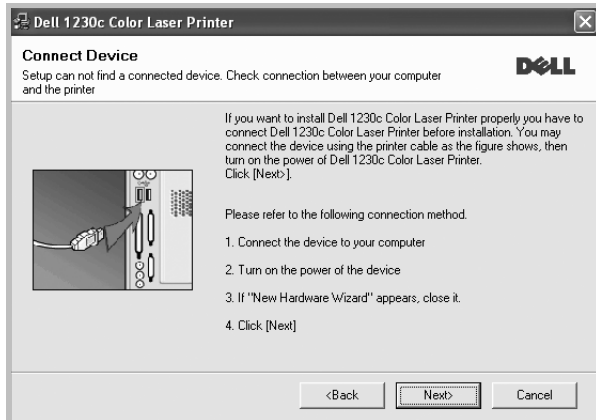 Dell 1230c Color Laser Printer
Connect Device
Setup can not find a connected device. Check connection between your computer
and the printer
DELL
If you want to install Dell 1230c Color Laser Printer properly you have to
connect Dell 1230c Color Laser Printer before installation. You may
connect the device using the printer cable as the figure shows, then
turn on the power of Dell 1230c Color Laser Printer.
Click [Next>].
Please refer to the following connection method.
1. Connect the device to your computer
2. Turn on the power of the device
3. If "New Hardware Wizard" appears, close it.
4. Click [Next]
<Back
Next>
Cancel